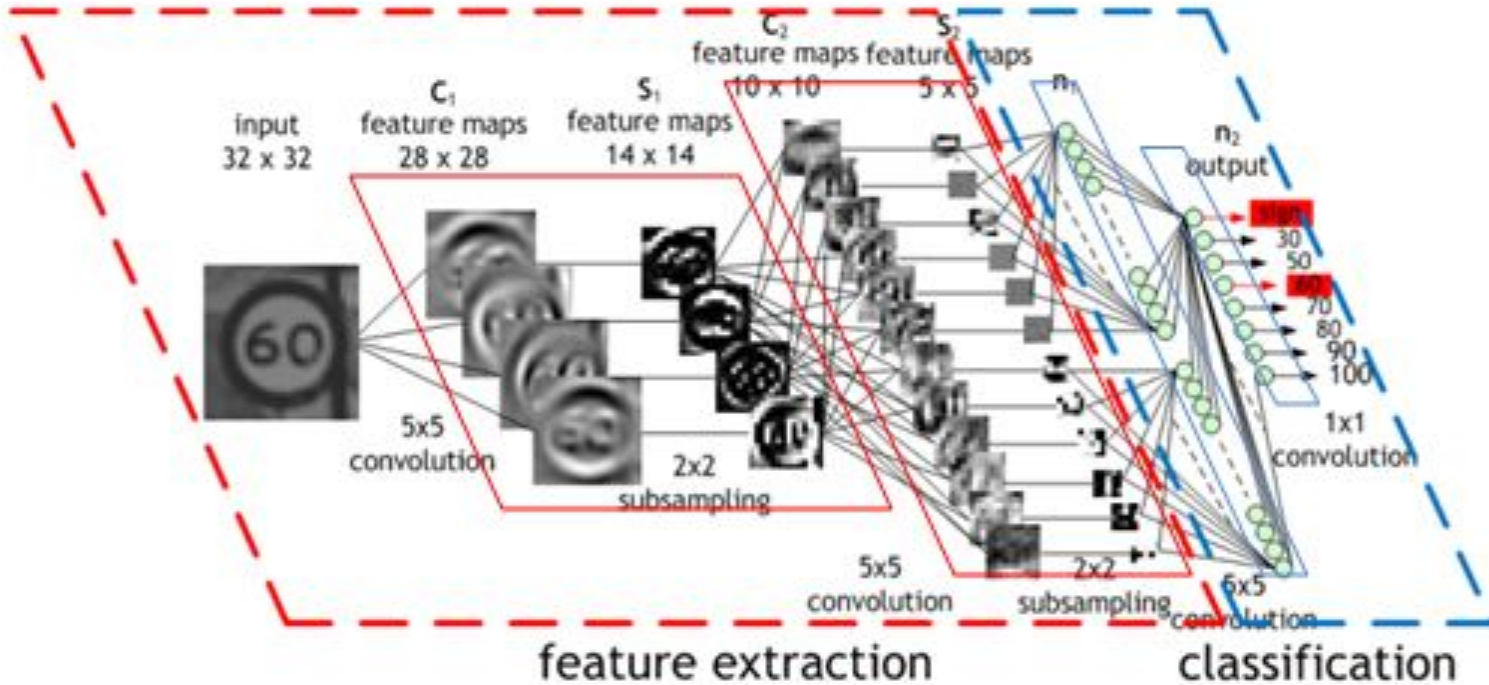 input
32 x 32
C1
feature maps
28 x 28
S1
feature maps
14 x 14
C2
feature maps
10 x 10
S2
feature maps
5 x 5
n1
n2
output
sign
30
50
60
70
80
90
100
60
5x5
convolution
2x2
subsampling
5x5
convolution
2x2
subsampling
convolution
1x1
convolution
feature extraction
classification